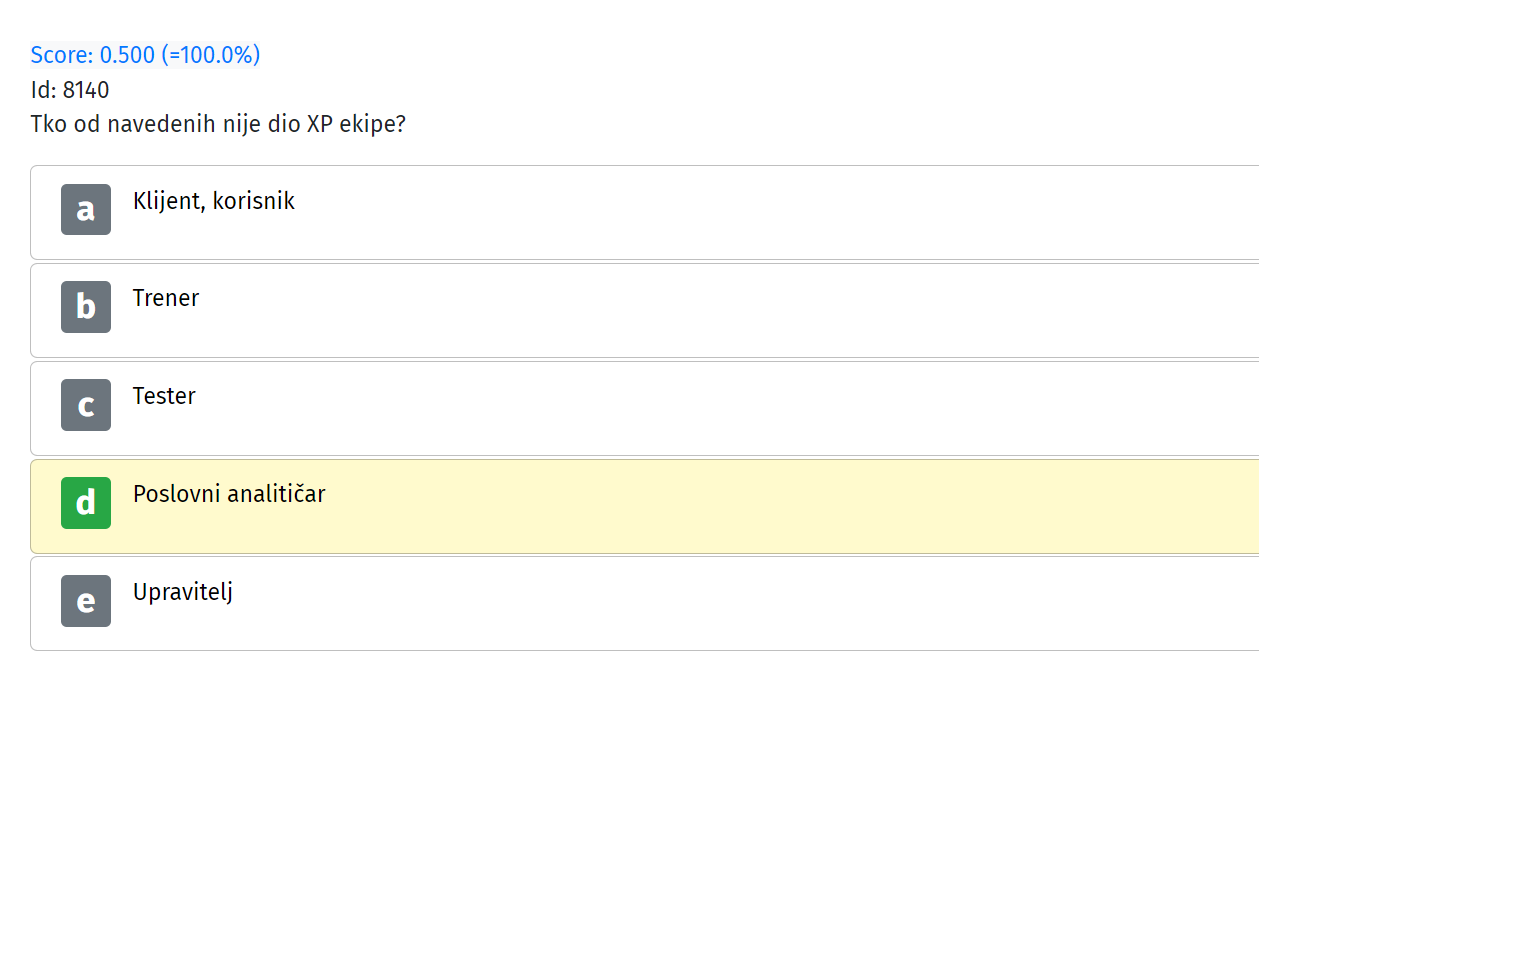 Score: 0.500 (=100.0%)
Id: 8140
Tko od navedenih nije dio XP ekipe?
a Klijent, korisnik
b Trener
c Tester
d Poslovni analitičar
e Upravitelj